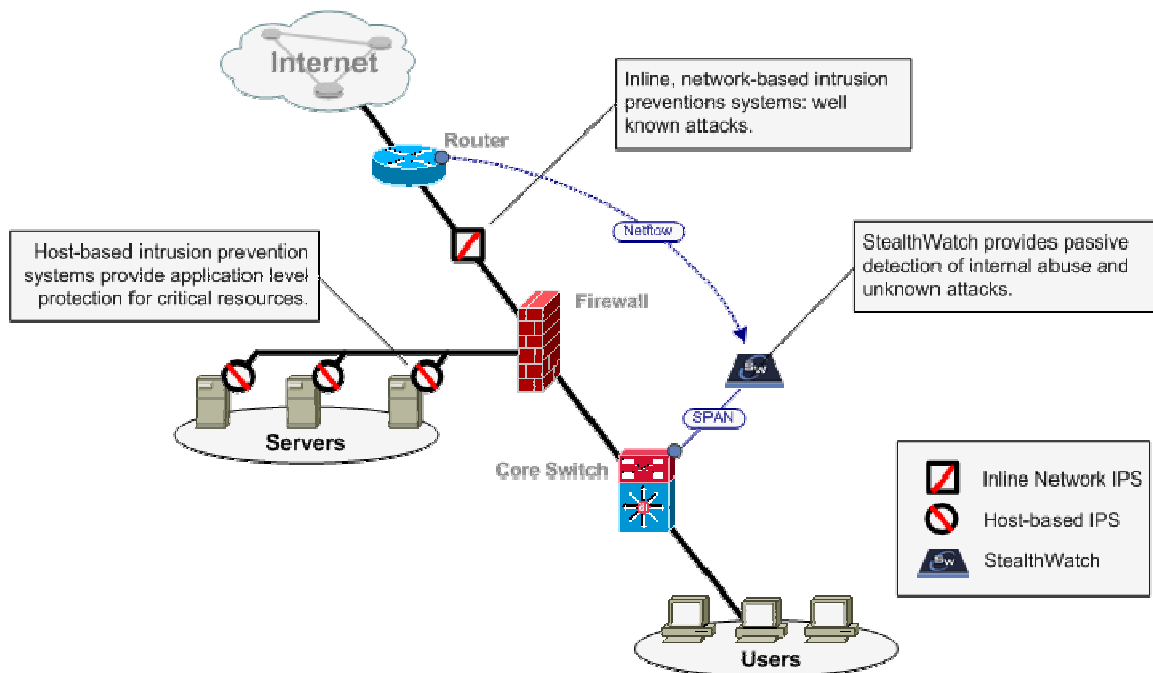 Internet
Inline, network-based intrusion
preventions systems: well
known attacks.
Router
Netflow
Host-based intrusion prevention
systems provide application level
protection for critical resources.
StealthWatch provides passive
detection of internal abuse and
unknown attacks.
Firewall
SW
SPAN
Servers
Core Switch
Inline Network IPS
Host-based IPS
SW
StealthWatch
Users